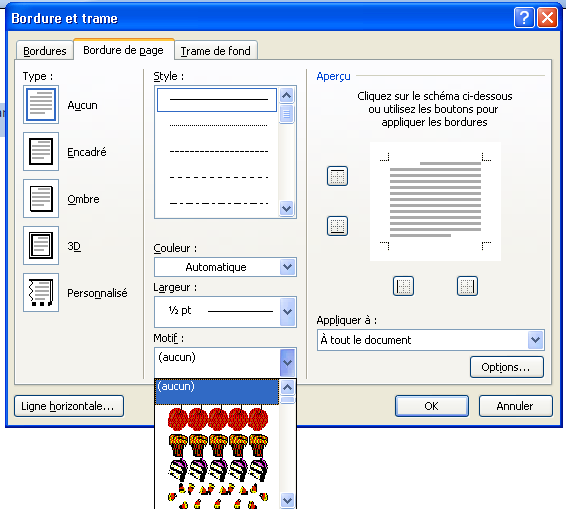 Bordure et trame
Bordures
Bordure de page
Trame de fond
Type :
Aucun
Encadré
Ombre
3D
Personnalisé
Style :
Couleur :
Automatique
Largeur :
½ pt
Motif :
(aucun)
(aucun)
Aperçu
Cliquez sur le schéma ci-dessous
ou utilisez les boutons pour
appliquer les bordures
Appliquer à :
À tout le document
Options...
Ligne horizontale...
OK
Annuler